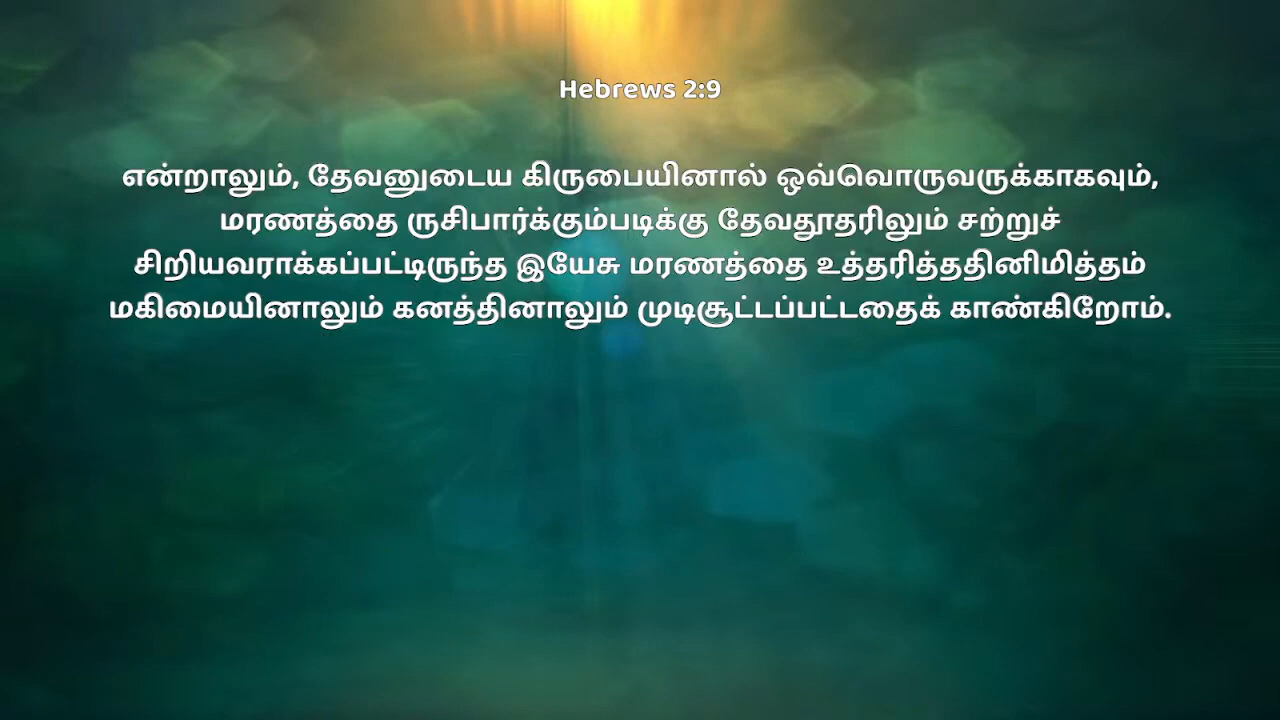 Hebrews 2:9
என்றாலும், தேவனுடைய கிருபையினால் ஒவ்வொருவருக்காகவும்,
மரணத்தை ருசிபார்க்கும்படிக்கு தேவதூதரிலும் சற்றுச்
சிறியவராக்கப்பட்டிருந்த இயேசு மரணத்தை உத்தரித்ததினிமித்தம்
மகிமையினாலும் கனத்தினாலும் முடிசூட்டப்பட்டதைக் காண்கிறோம்.